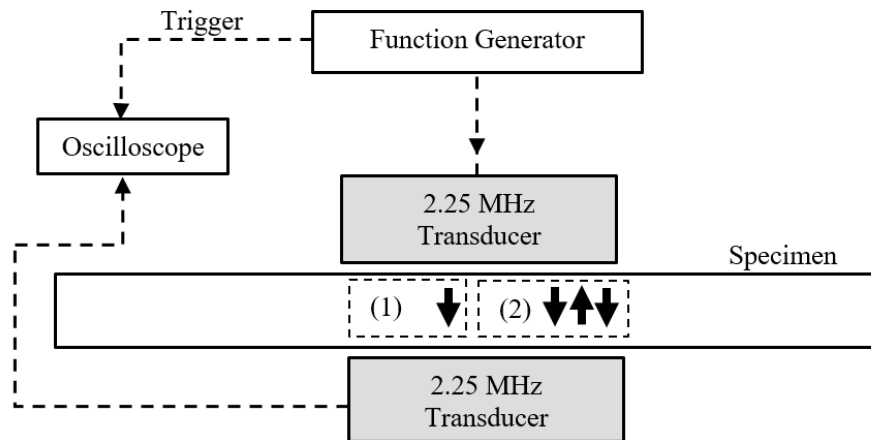 Trigger
Function Generator
Oscilloscope
2.25 MHz
Transducer
Specimen
(1)
(2)
2.25 MHz
Transducer